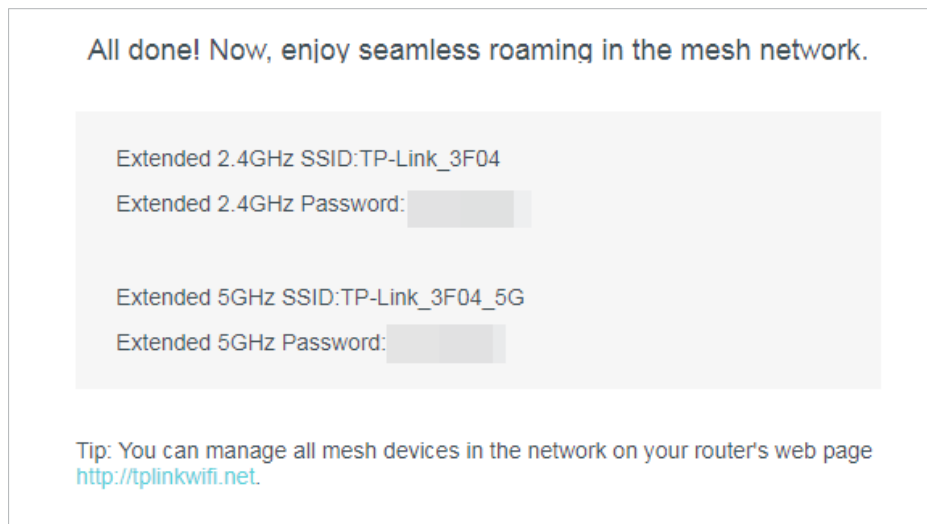 All done! Now, enjoy seamless roaming in the mesh network.
Extended 2.4GHz SSID:TP-Link_3F04
Extended 2.4GHz Password:
Extended 5GHz SSID:TP-Link_3F04_5G
Extended 5GHz Password:
Tip: You can manage all mesh devices in the network on your router's web page
http://tplinkwifi.net.